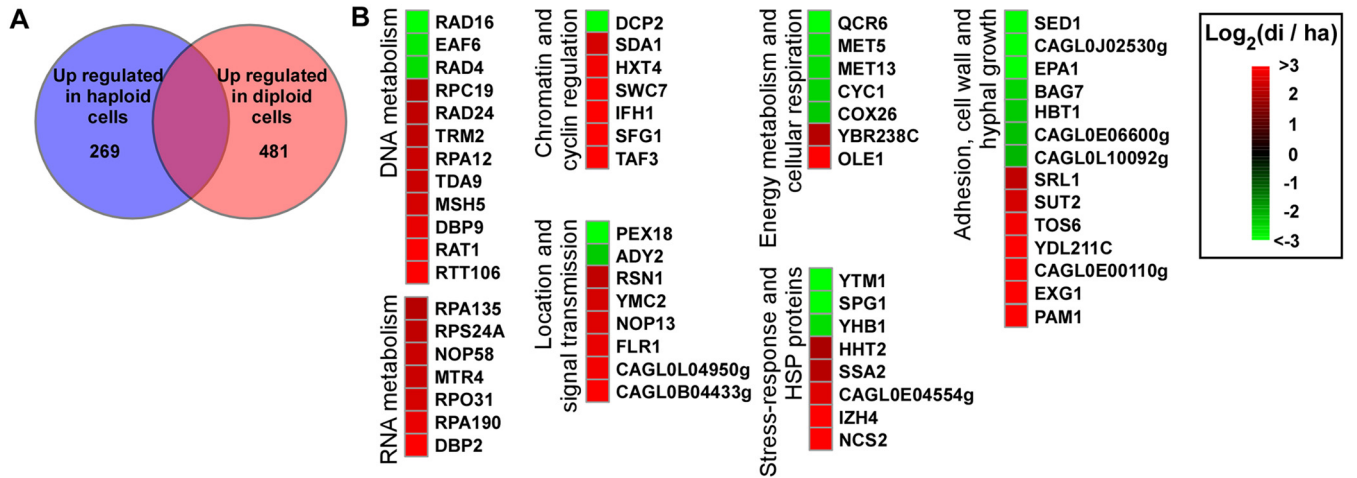 A
Up regulated
in haploid
cells
269
Up regulated
in diploid
cells
481
B
DNA metabolism
RAD16
EAF6
RAD4
RPC19
RAD24
TRM2
RPA12
TDA9
MSH5
DBP9
RAT1
RTT106
RNA metabolism
RPA135
RPS24A
NOP58
MTR4
RPO31
RPA190
DBP2
Chromatin and
cyclin regulation
DCP2
SDA1
HXT4
SWC7
IFH1
SFG1
TAF3
Location and
signal transmission
PEX18
ADY2
RSN1
YMC2
NOP13
FLR1
CAGL0L04950g
CAGL0B04433g
Energy metabolism and
cellular respiration
QCR6
MET5
MET13
CYC1
COX26
YBR238C
OLE1
Stress-response and
HSP proteins
YTM1
SPG1
YHB1
HHT2
SSA2
CAGL0E04554g
IZH4
NCS2
Adhesion, cell wall and
hyphal growth
SED1
CAGL0J02530g
EPA1
BAG7
HBT1
CAGL0E06600g
CAGL0L10092g
SRL1
SUT2
TOS6
YDL211C
CAGL0E00110g
EXG1
PAM1
Log2(di / ha)
>3
2
1
0
-1
-2
<-3